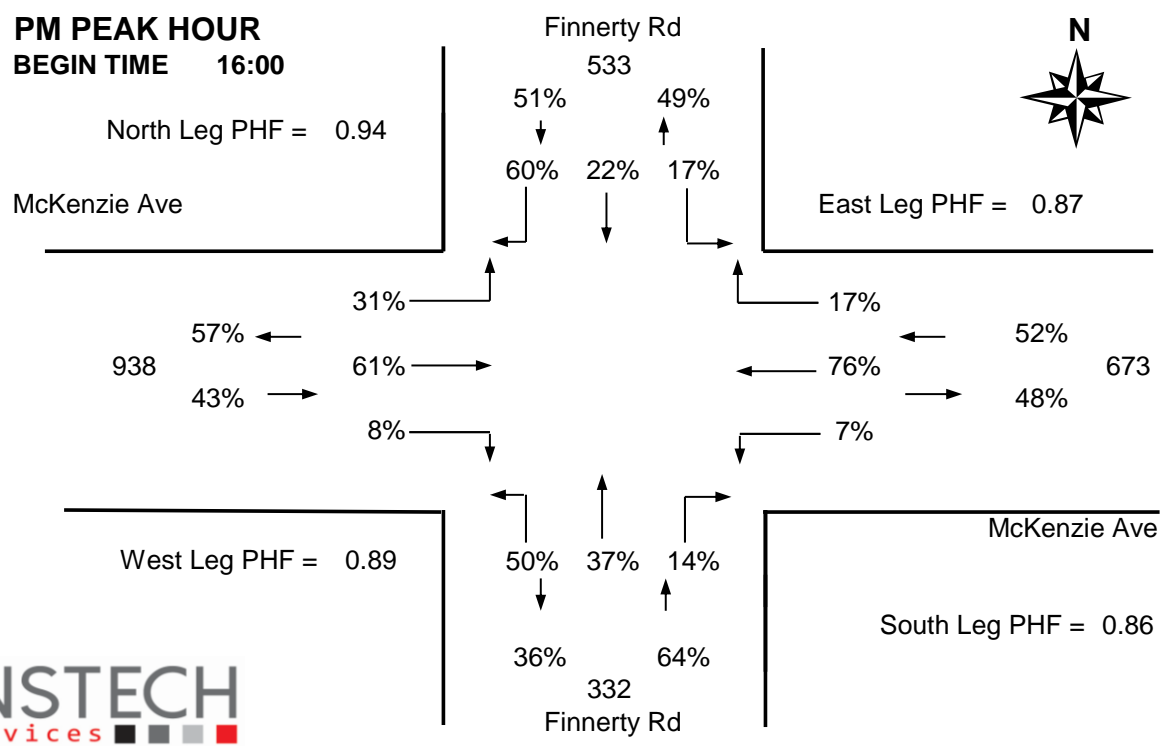 PM PEAK HOUR
BEGIN TIME 16:00
Finnerty Rd
533
N
51% 49%
North Leg PHF = 0.94
60% 22% 17%
McKenzie Ave
East Leg PHF = 0.87
31% 17%
57% 52%
938 61% 76% 673
43% 48%
8% 7%
McKenzie Ave
West Leg PHF = 0.89
50% 37% 14%
South Leg PHF = 0.86
36% 64%
332
Finnerty Rd
NSTECH
vices